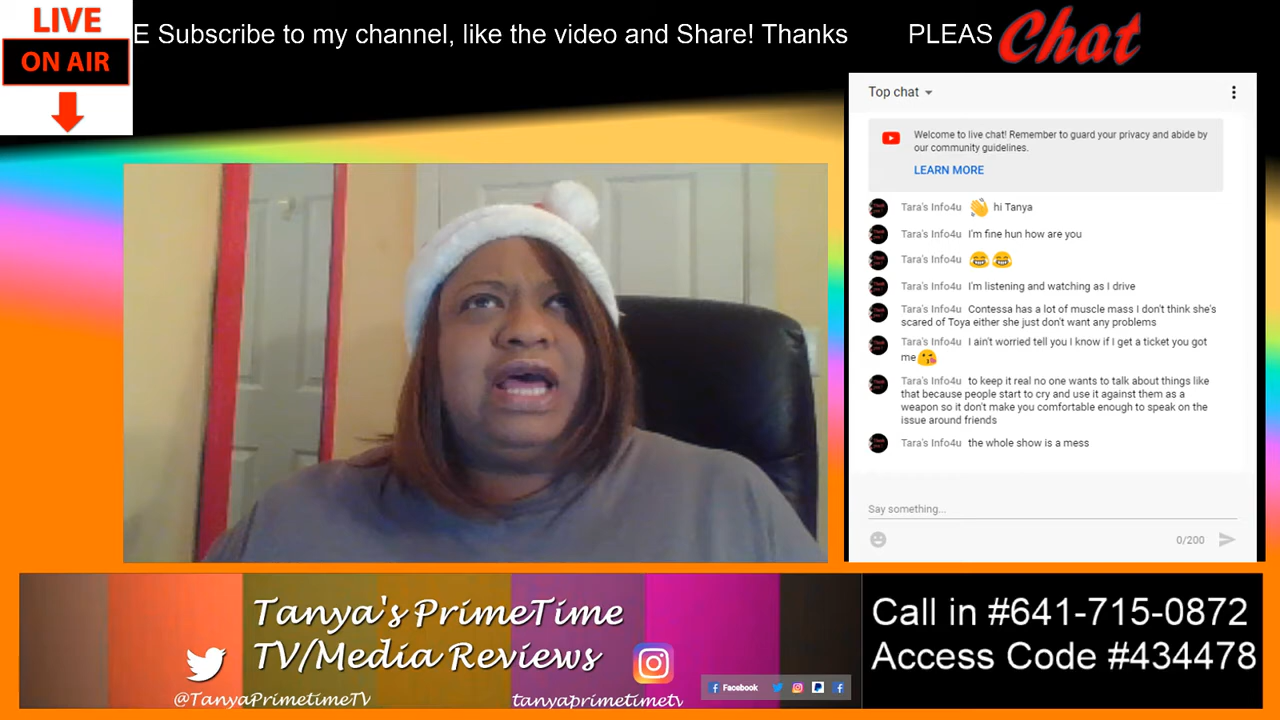 LIVE
ON AIR
E Subscribe to my channel, like the video and Share! Thanks PLEAS
Chat
Top chat
Welcome to live chat! Remember to guard your privacy and abide by
our community guidelines.
LEARN MORE
Tara's Info4u hi Tanya
Tara's Info4u I'm fine hun how are you
Tara's Info4u
Tara's Info4u I'm listening and watching as I drive
Tara's Info4u Contessa has a lot of muscle mass I don't think she's
scared of Toya either she just don't want any problems
Tara's Info4u I ain't worried tell you I know if I get a ticket you got
me
Tara's Info4u to keep it real no one wants to talk about things like
that because people start to cry and use it against them as a
weapon so it don't make you comfortable enough to speak on the
issue around friends
Tara's Info4u the whole show is a mess
Say something...
0/200
Tanya's PrimeTime
TV/Media Reviews
@TanyaPrimetimeTV
tanyaprimetimetv
Facebook
Call in #641-715-0872
Access Code #434478